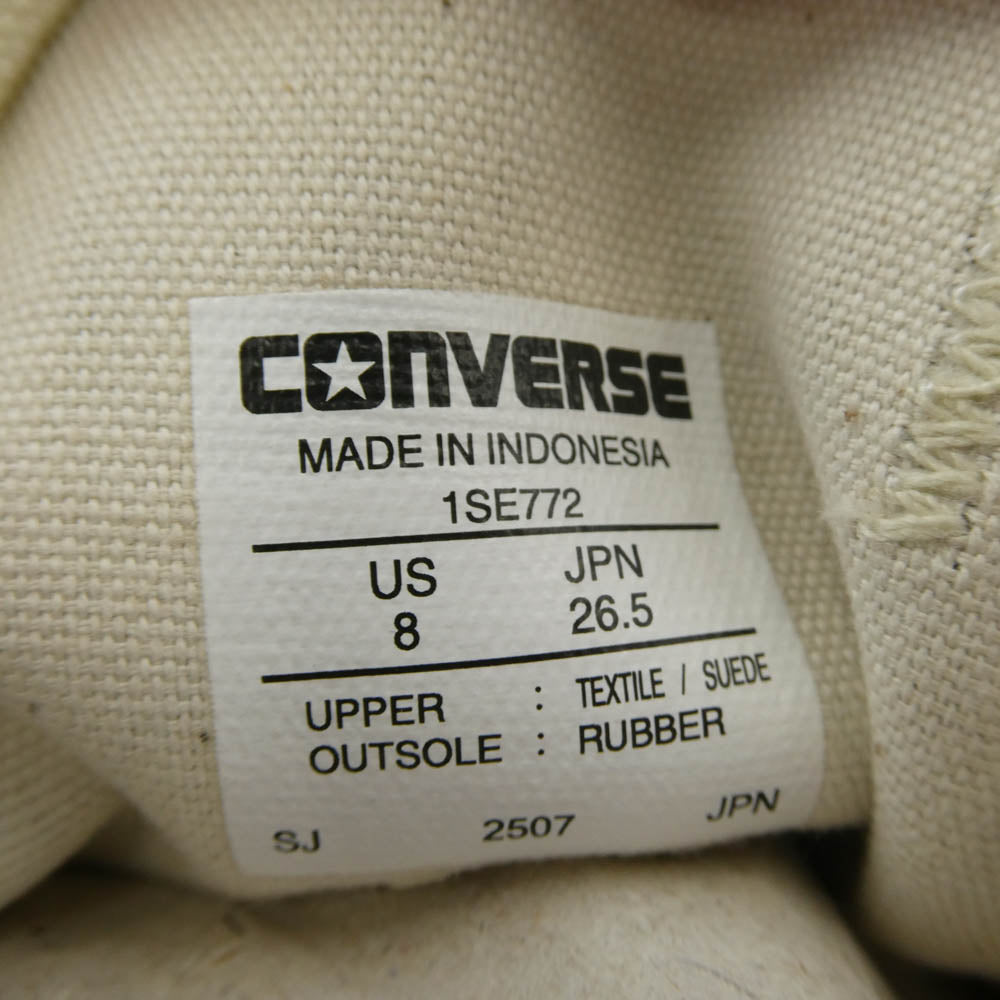 CONVERSE
MADE IN INDONESIA
1SE772
US JPN
8 26.5
UPPER : TEXTILE / SUEDE
OUTSOLE : RUBBER
SJ 2507 JPN